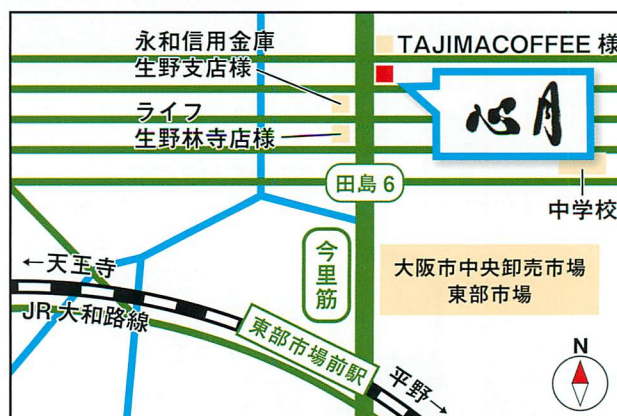 永和信用金庫
生野支店様
TAJIMACOFFEE 様
ライフ
生野林寺店様
心月
田島 6
中学校
今里筋
←天王寺
JR 大和路線
大阪市中央卸売市場
東部市場
東部市場前駅
平野→
N